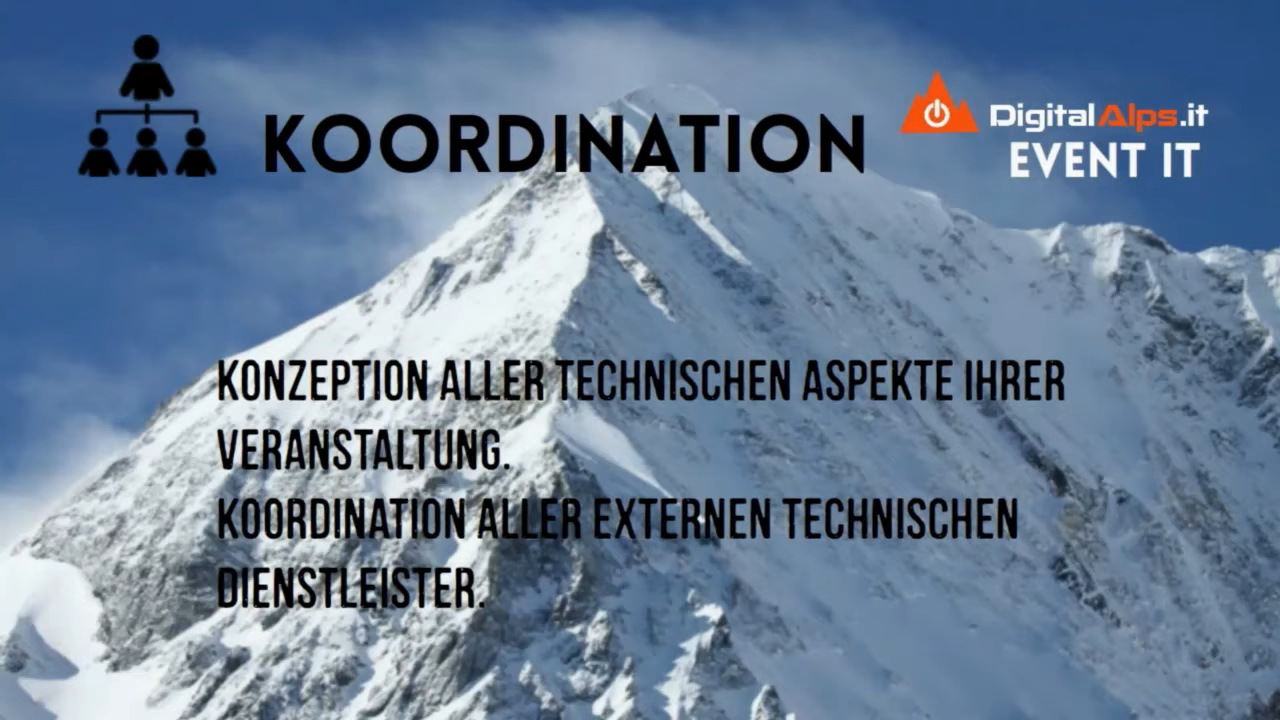 KOORDINATION
DigitalAlps.it
EVENT IT
KONZEPTION ALLER TECHNISCHEN ASPEKTE IHRER
VERANSTALTUNG.
KOORDINATION ALLER EXTERNEN TECHNISCHEN
DIENSTLEISTER.